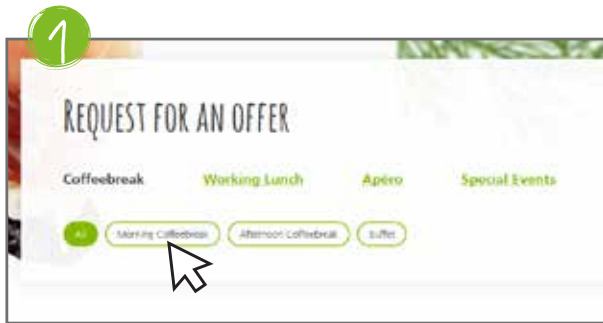 1
REQUEST FOR AN OFFER
Coffeebreak Working Lunch Apéro Special Events
All Morning Coffeebreak Afternoon Coffeebreak Buffet